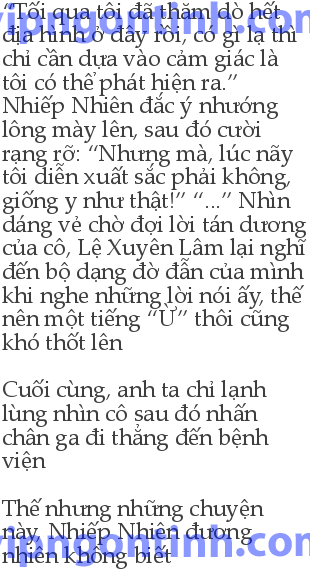 “Tối qua tôi đã thăm dò hết
địa hình ở đây rồi, có gì lạ thì
chỉ cần dựa vào cảm giác là
tôi có thể phát hiện ra.”
Nhiếp Nhiên đắc ý nhướng
lông mày lên, sau đó cười
rạng rỡ: “Nhưng mà, lúc nãy
tôi diễn xuất sắc phải không,
giống y như thật!” “...” Nhìn
dáng vẻ chờ đợi lời tán dương
của cô, Lệ Xuyên Lâm lại nghĩ
đến bộ dạng đờ đẫn của mình
khi nghe những lời nói ấy, thế
nên một tiếng “Ừ” thôi cũng
khó thốt lên
Cuối cùng, anh ta chỉ lạnh
lùng nhìn cô sau đó nhấn
chân ga đi thẳng đến bệnh
viện
Thế nhưng những chuyện
này, Nhiếp Nhiên đương
nhiên không biết
vipngontinh.com
vipngontinh.com